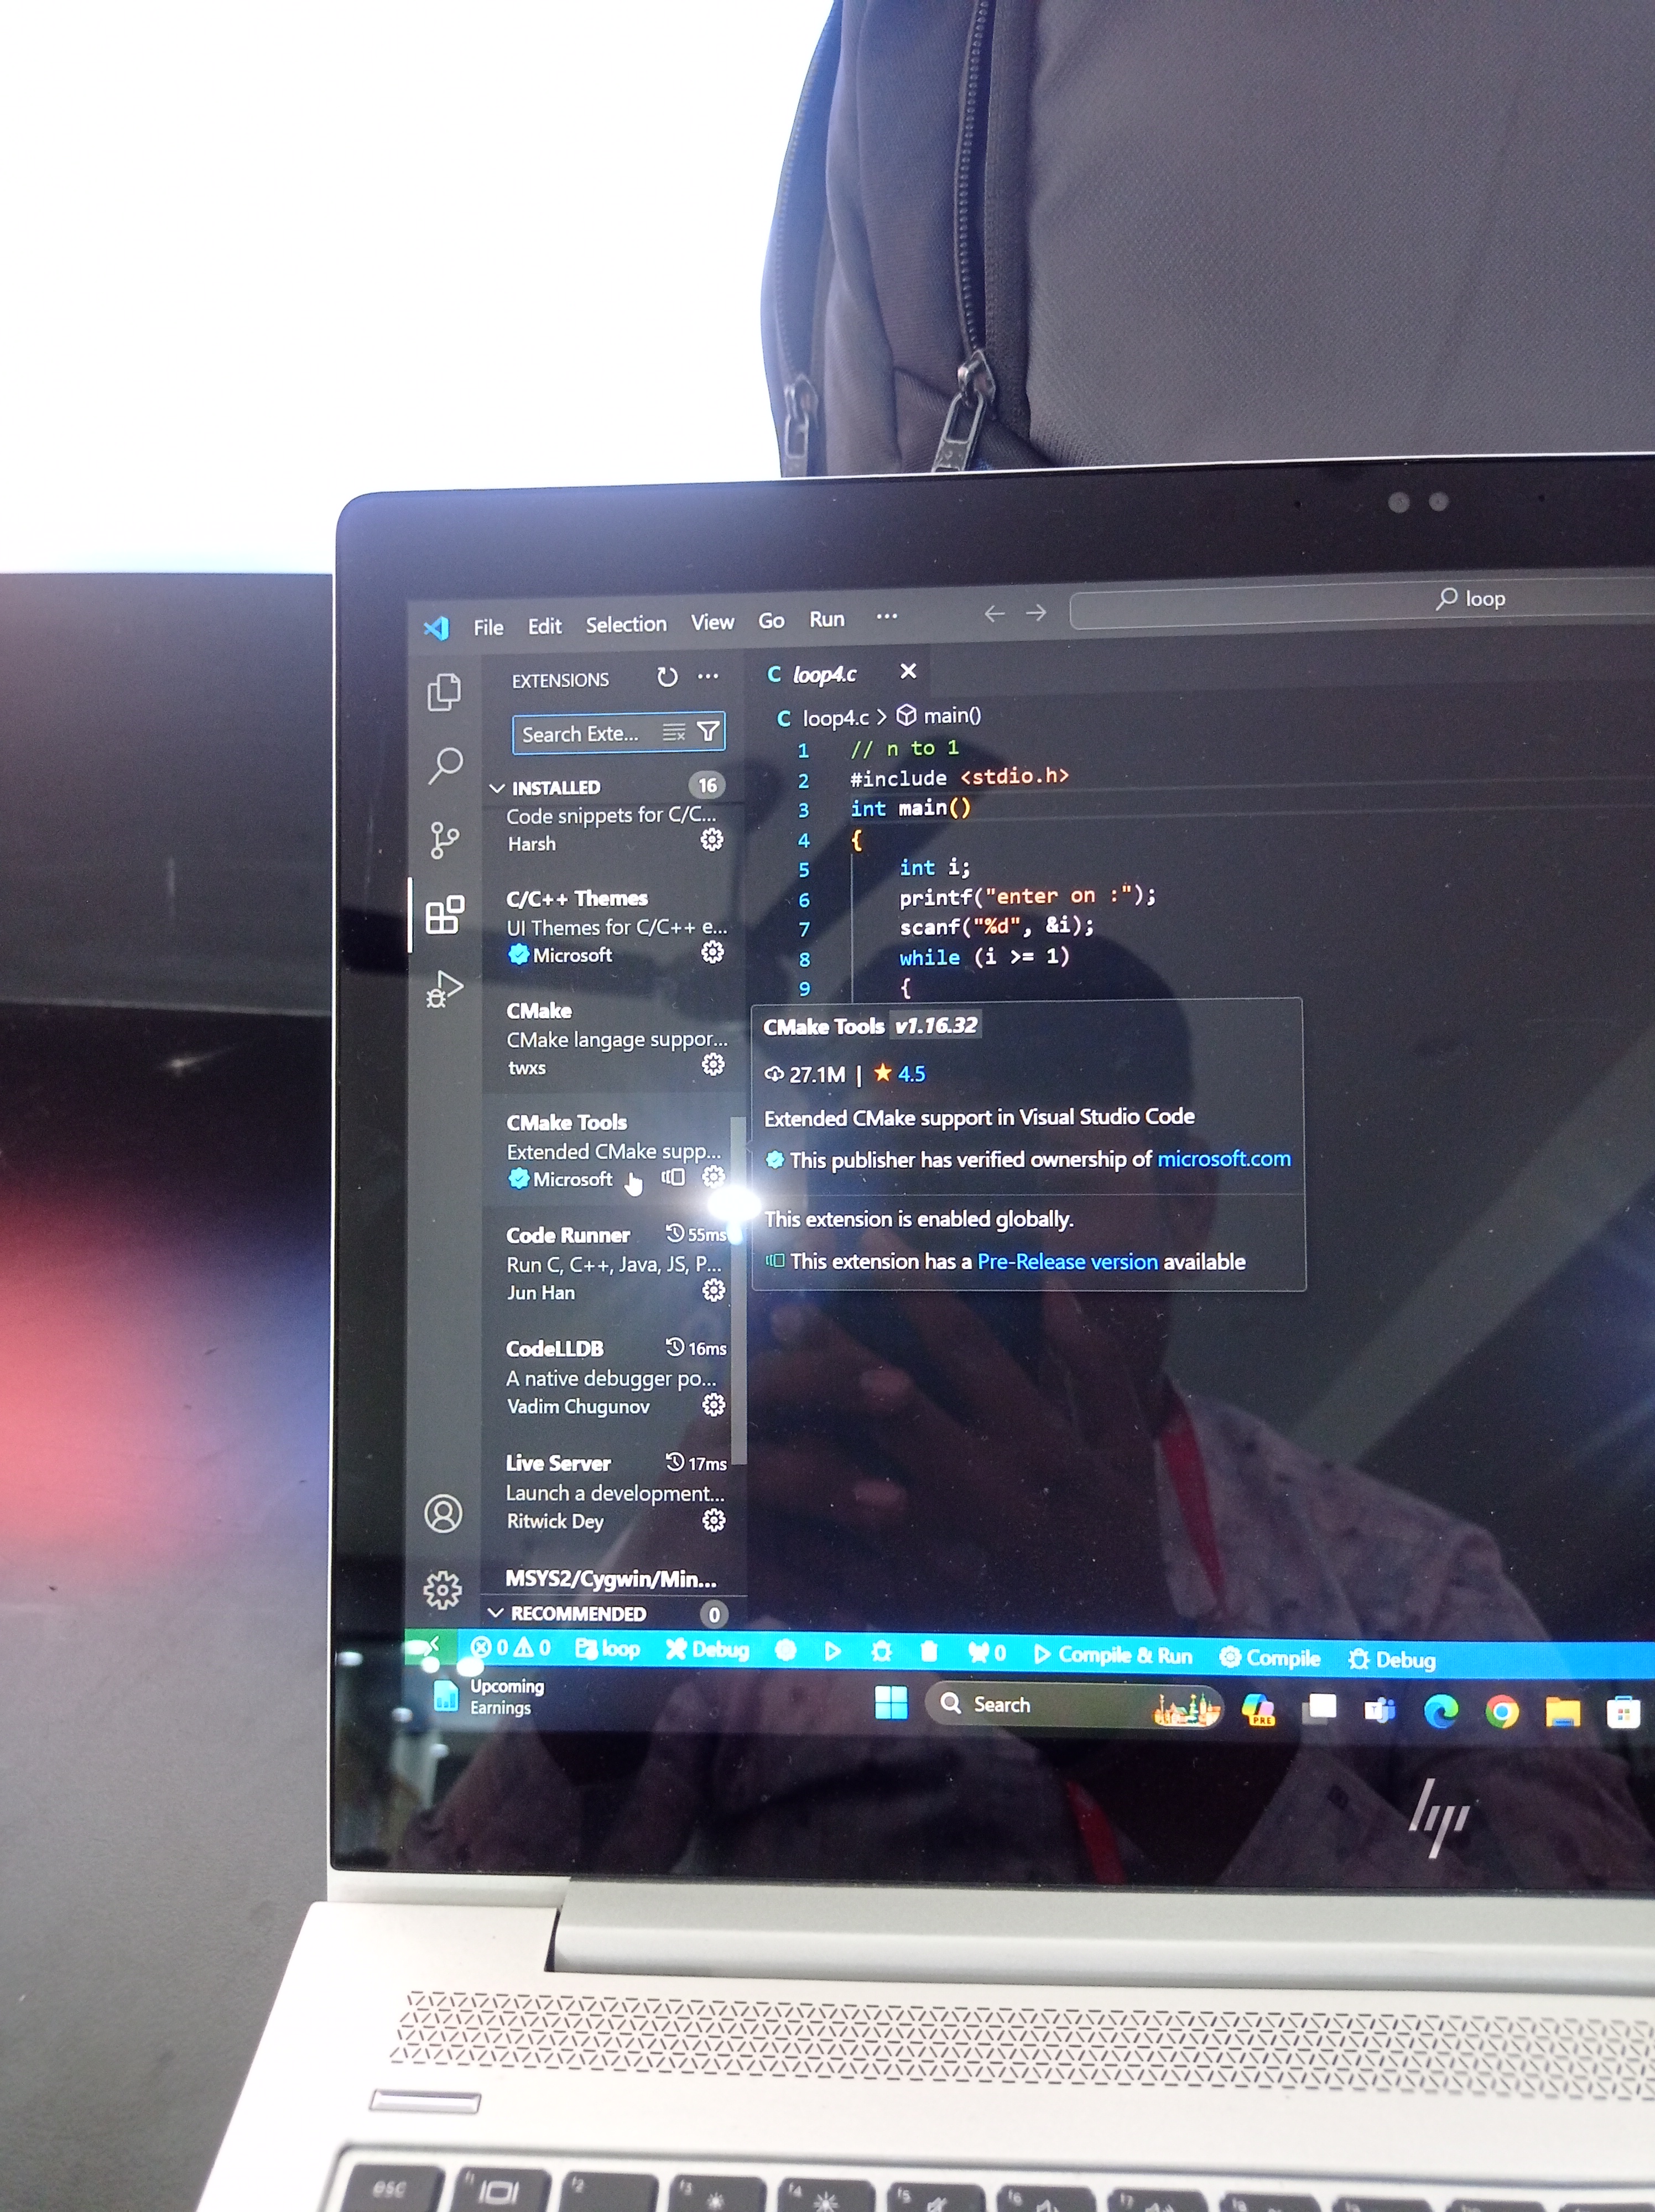 File Edit Selection View Go Run ··· ← → loop
EXTENSIONS ···
Search Exte...
INSTALLED 16
Code snippets for C/C...
Harsh
C/C++ Themes
UI Themes for C/C++ e...
Microsoft
CMake
CMake langage suppor...
twxs
CMake Tools
Extended CMake supp...
Microsoft
Code Runner 55ms
Run C, C++, Java, JS, P...
Jun Han
CodeLLDB 16ms
A native debugger po...
Vadim Chugunov
Live Server 17ms
Launch a development...
Ritwick Dey
MSYS2/Cygwin/Min...
RECOMMENDED 0
C loop4.c ×
C loop4.c > main()
1 // n to 1
2 #include <stdio.h>
3 int main()
4 {
5 int i;
6 printf("enter on :");
7 scanf("%d", &i);
8 while (i >= 1)
9 {
CMake Tools v1.16.32
27.1M | ★ 4.5
Extended CMake support in Visual Studio Code
This publisher has verified ownership of microsoft.com
This extension is enabled globally.
This extension has a Pre-Release version available
0 0 loop Debug 0 Compile & Run Compile Debug
Upcoming
Earnings
Search
PRE
hp
esc f1 f2 f3 f4 f5 f6 f7